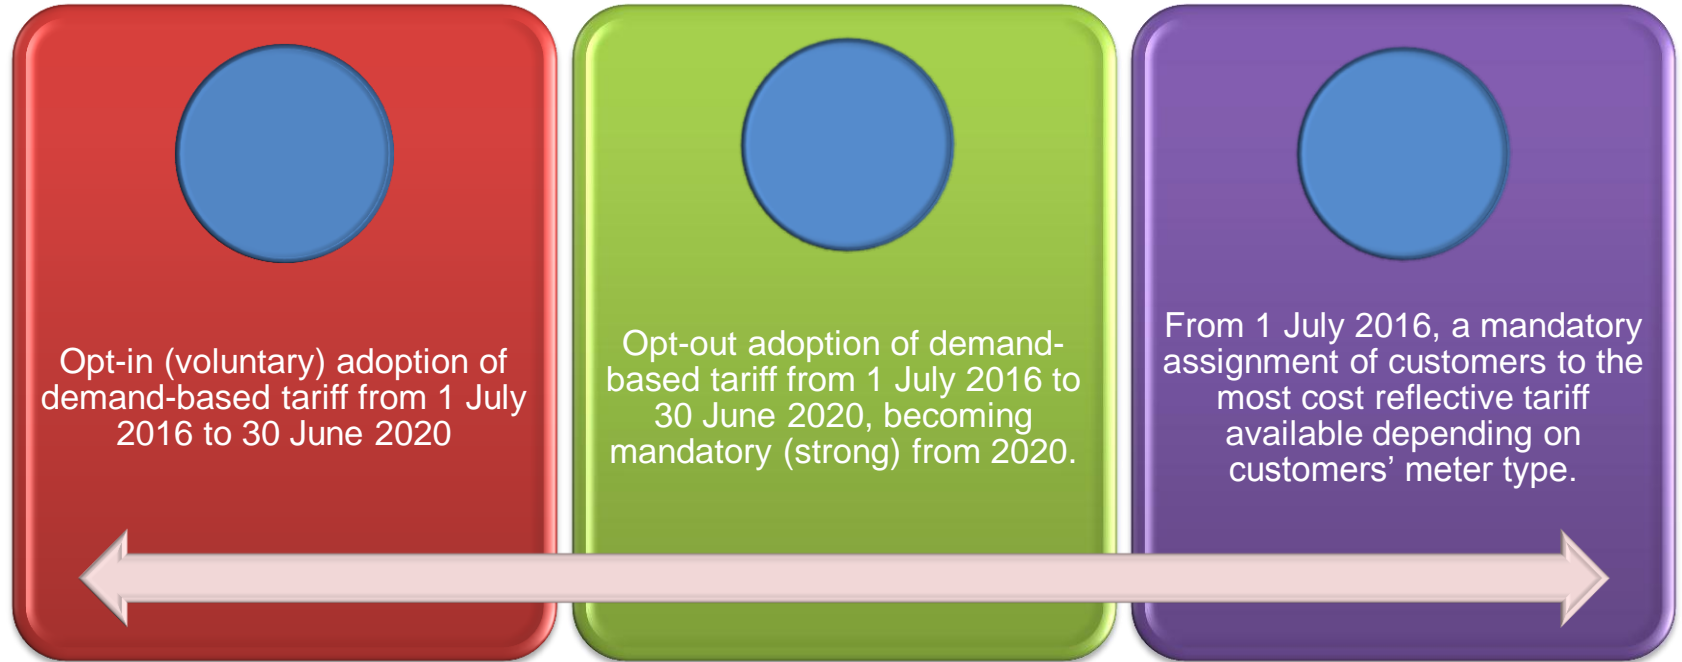 Opt-in (voluntary) adoption of
demand-based tariff from 1 July
2016 to 30 June 2020
Opt-out adoption of demand-
based tariff from 1 July 2016 to
30 June 2020, becoming
mandatory (strong) from 2020.
From 1 July 2016, a mandatory
assignment of customers to the
most cost reflective tariff
available depending on
customers’ meter type.